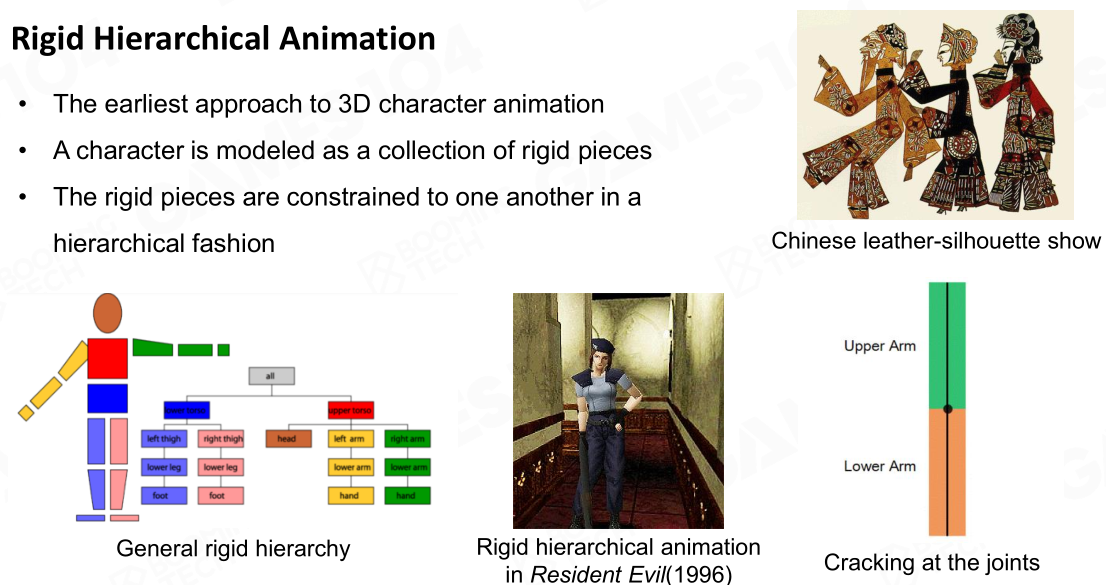 Rigid Hierarchical Animation
• The earliest approach to 3D character animation
• A character is modeled as a collection of rigid pieces
• The rigid pieces are constrained to one another in a
hierarchical fashion
Chinese leather-silhouette show
all
lower torso
upper torso
left thigh
right thigh
head
left arm
right arm
lower leg
lower leg
lower arm
lower arm
foot
foot
hand
hand
General rigid hierarchy
Rigid hierarchical animation
in Resident Evil(1996)
Upper Arm
Lower Arm
Cracking at the joints